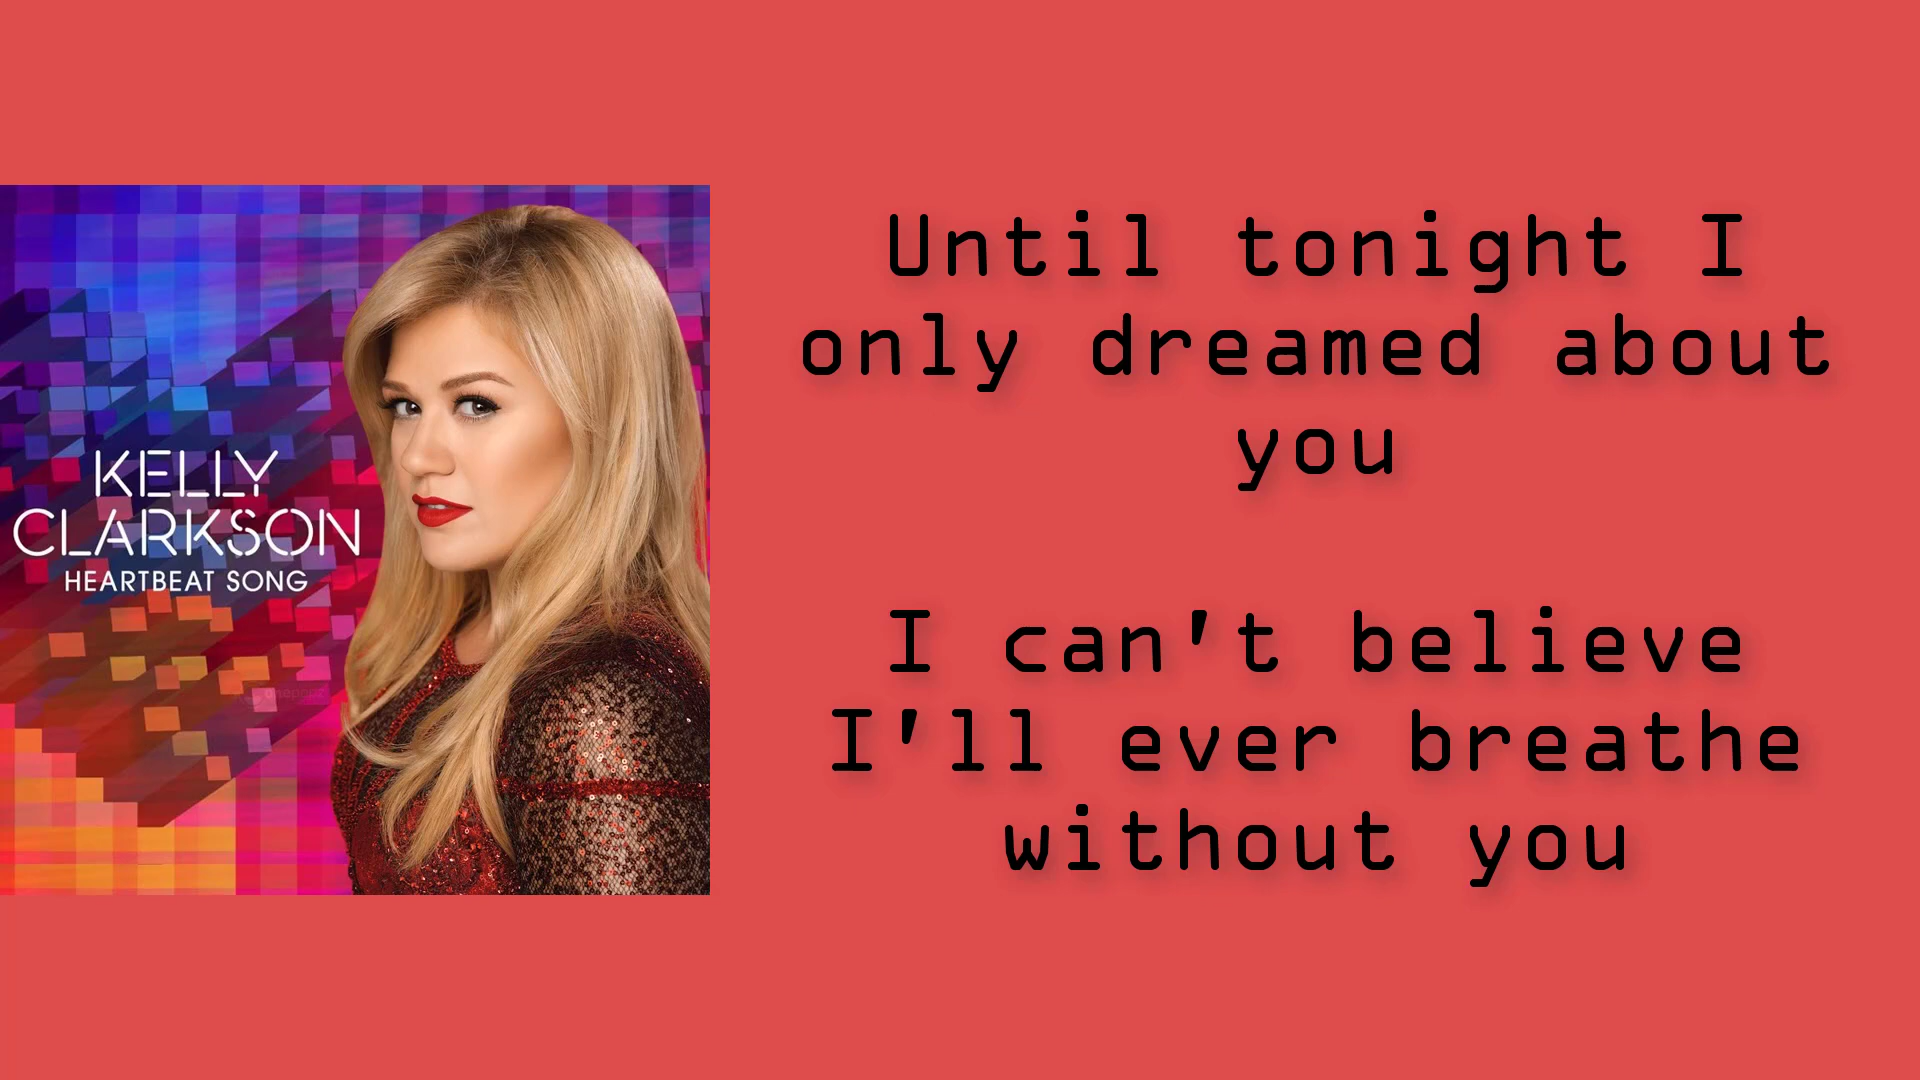 KELLY
CLARKSON
HEARTBEAT SONG
Until tonight I
only dreamed about
you
I can't believe
I'll ever breathe
without you